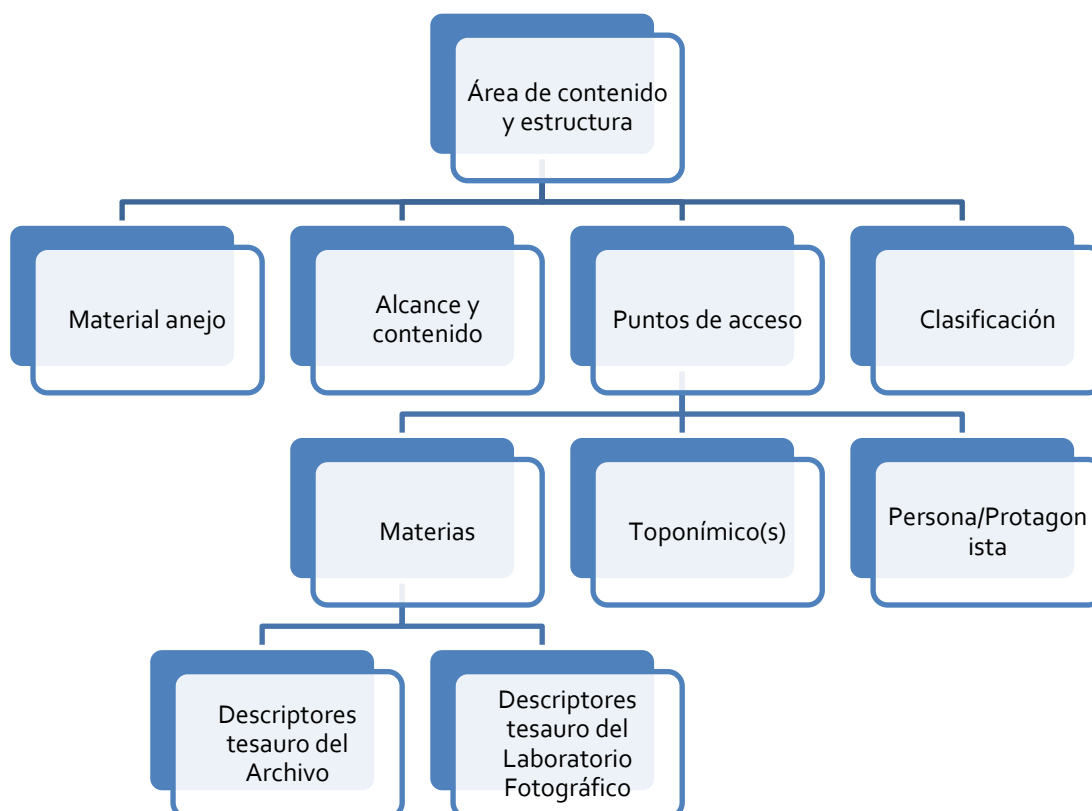 Área de contenido
y estructura
Material anejo
Alcance y
contenido
Puntos de acceso
Clasificación
Materias
Toponímico(s)
Persona/Protagon
ista
Descriptores
tesauro del
Archivo
Descriptores
tesauro del
Laboratorio
Fotográfico